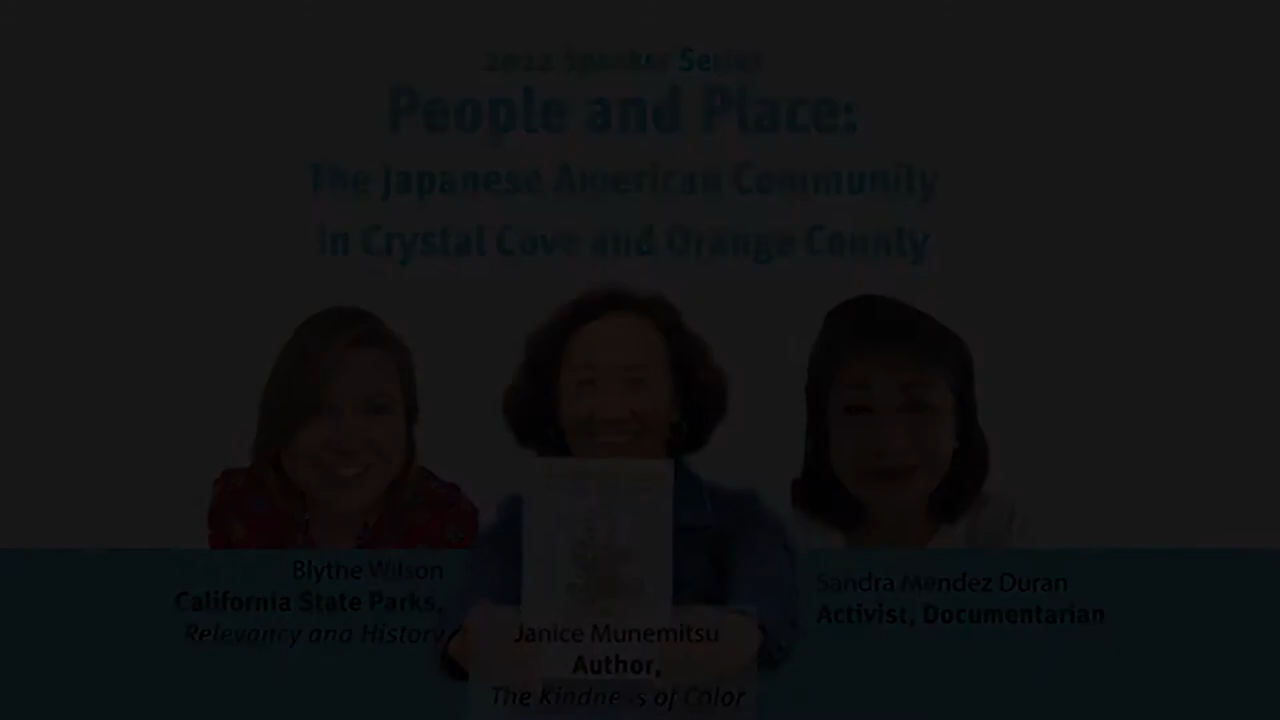 2022 Speaker Series
People and Place:
The Japanese American Community
in Crystal Cove and Orange County
Blythe Wilson
California State Parks,
Relevancy and History
Sandra Mendez Duran
Activist, Documentarian
Janice Munemitsu
Author,
The Kindness of Color